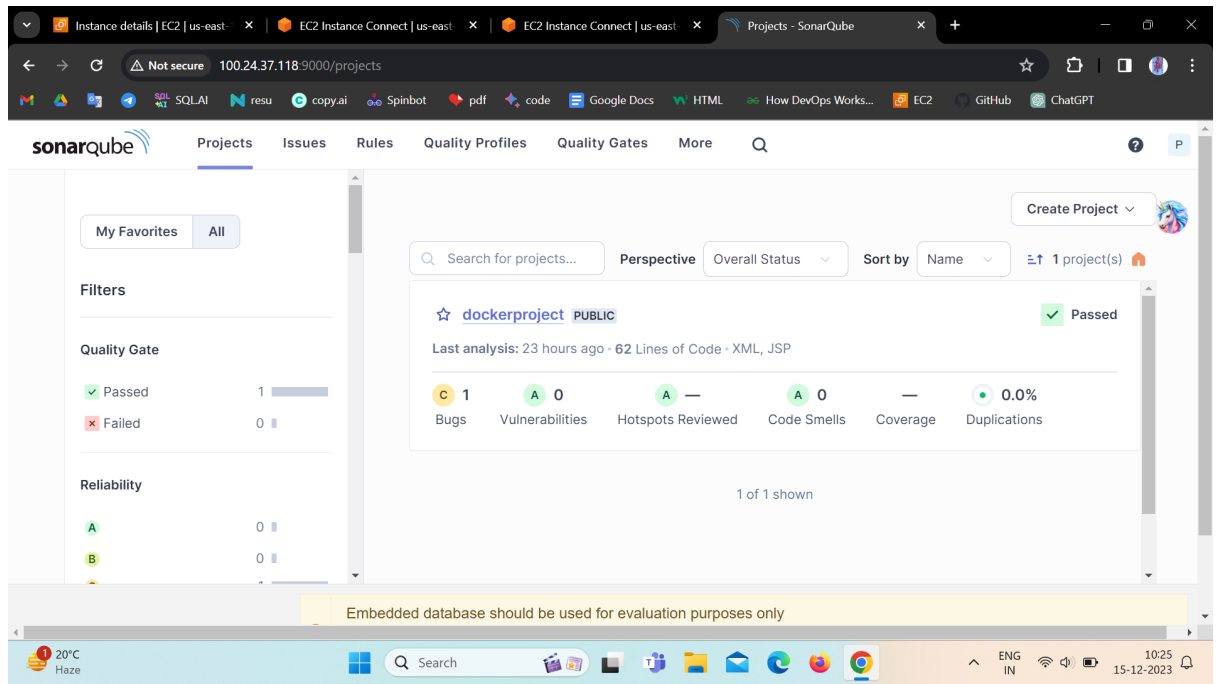 Instance details | EC2 | us-east-
EC2 Instance Connect | us-east-
EC2 Instance Connect | us-east-
Projects - SonarQube
Not secure 100.24.37.118:9000/projects
SQL SQL.AI resu copy.ai Spinbot pdf code Google Docs HTML How DevOps Works... EC2 GitHub ChatGPT
sonarqube Projects Issues Rules Quality Profiles Quality Gates More ? P
Create Project
My Favorites All
Search for projects... Perspective Overall Status Sort by Name 1 project(s)
Filters
dockerproject PUBLIC Passed
Quality Gate
Last analysis: 23 hours ago · 62 Lines of Code · XML, JSP
Passed 1
Failed 0
C 1 A 0 A — A 0 — 0.0%
Bugs Vulnerabilities Hotspots Reviewed Code Smells Coverage Duplications
Reliability
1 of 1 shown
A 0
B 0
Embedded database should be used for evaluation purposes only
1 20°C
Haze
Search
ENG
IN
10:25
15-12-2023